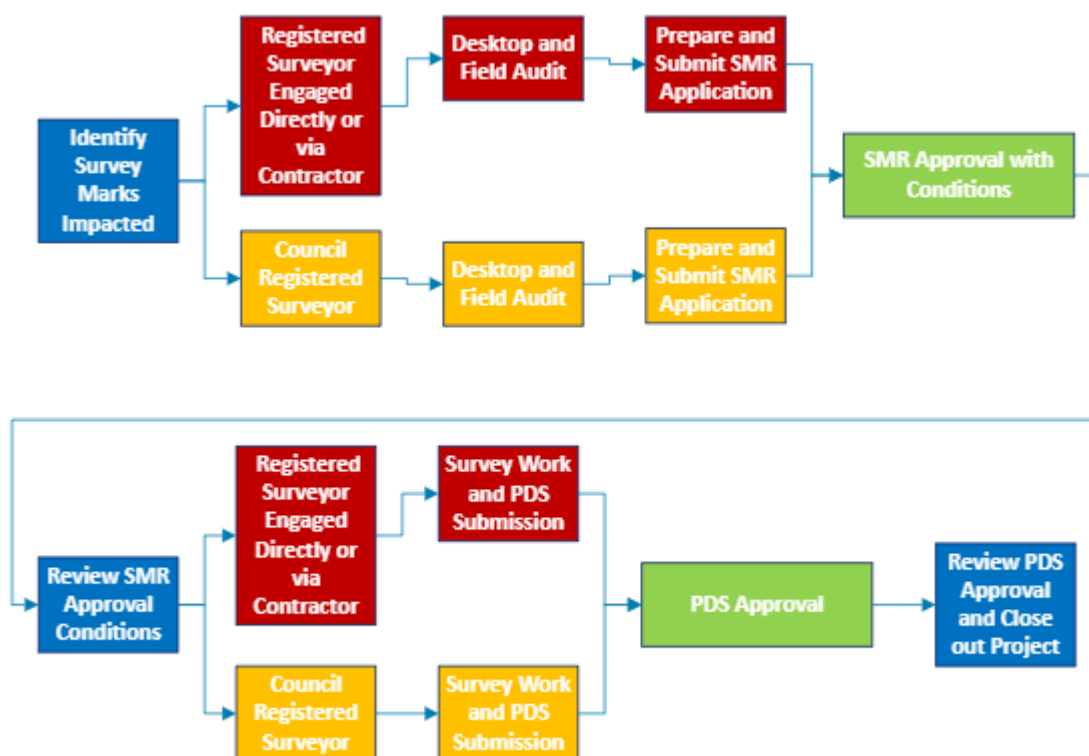 Identify
Survey
Marks
Impacted
Registered
Surveyor
Engaged
Directly or
via
Contractor
Desktop and
Field Audit
Prepare and
Submit SMR
Application
Council
Registered
Surveyor
Desktop and
Field Audit
Prepare and
Submit SMR
Application
SMR Approval with
Conditions
Review SMR
Approval
Conditions
Registered
Surveyor
Engaged
Directly or
via
Contractor
Survey Work
and PDS
Submission
Council
Registered
Surveyor
Survey Work
and PDS
Submission
PDS Approval
Review PDS
Approval
and Close
out Project